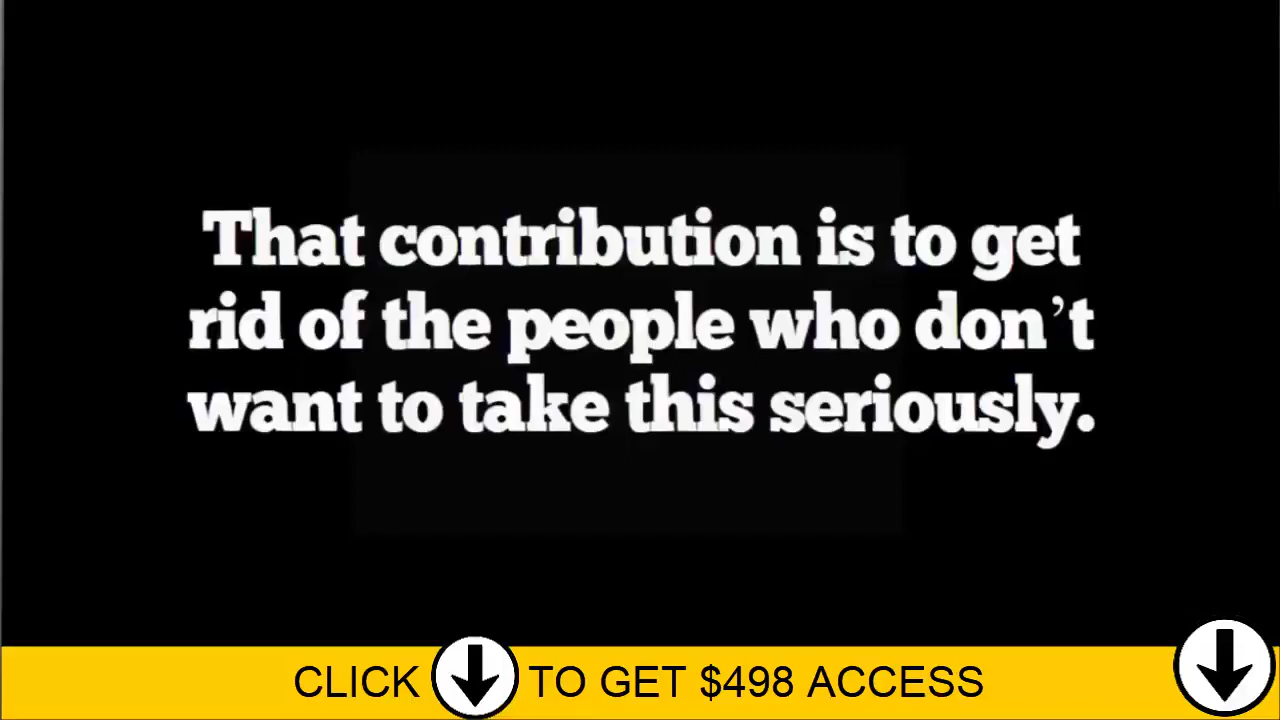 That contribution is to get
rid of the people who don’t
want to take this seriously.
CLICK TO GET $498 ACCESS